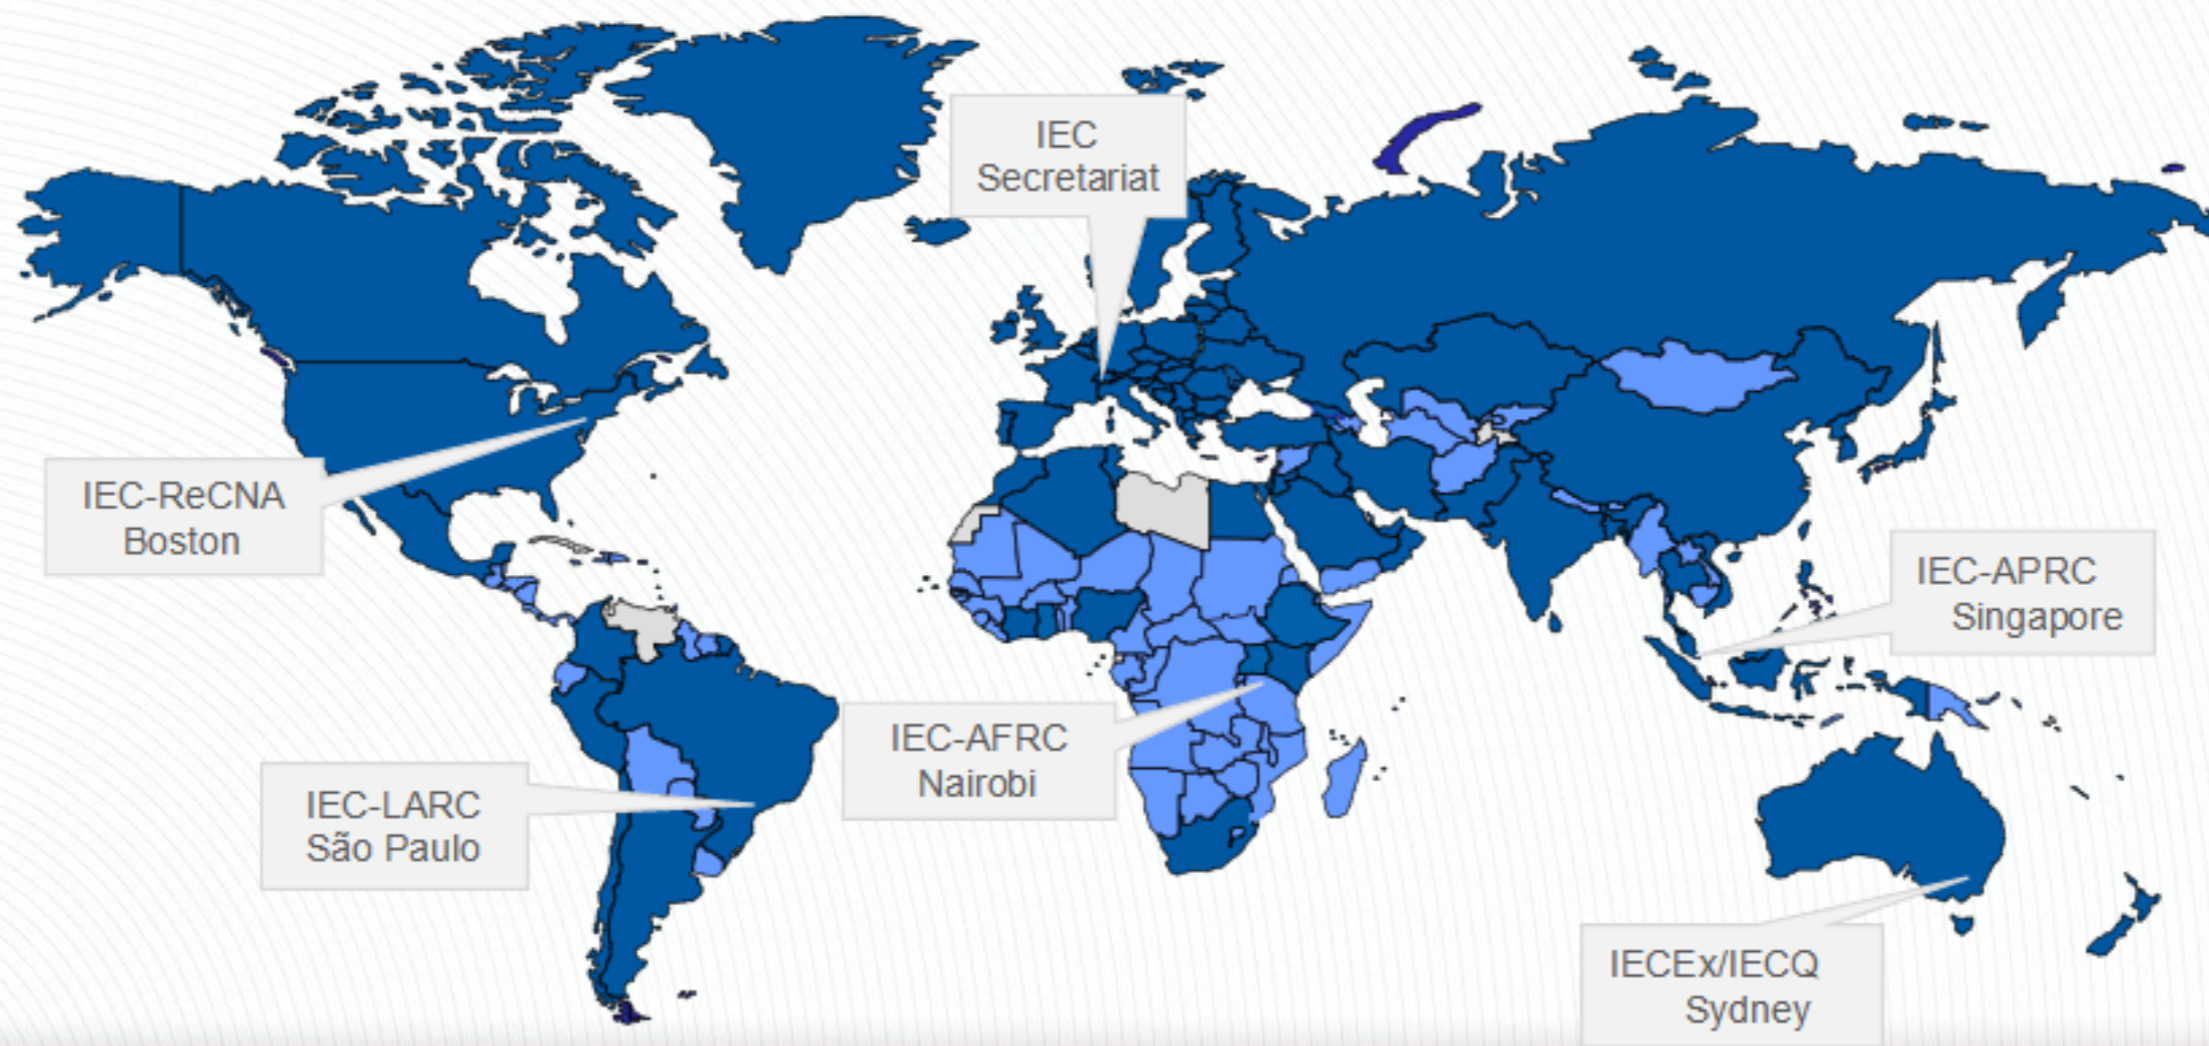 IEC
Secretariat
IEC-ReCNA
Boston
IEC-APRC
Singapore
IEC-AFRC
Nairobi
IEC-LARC
São Paulo
IECEx/IECQ
Sydney